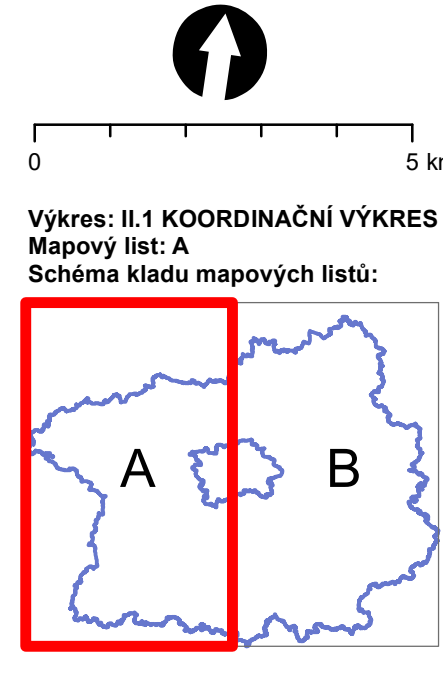 0 5 km
Výkres: II.1 KOORDINAČNÍ VÝKRES
Mapový list: A
Schéma kladu mapových listů:
A B